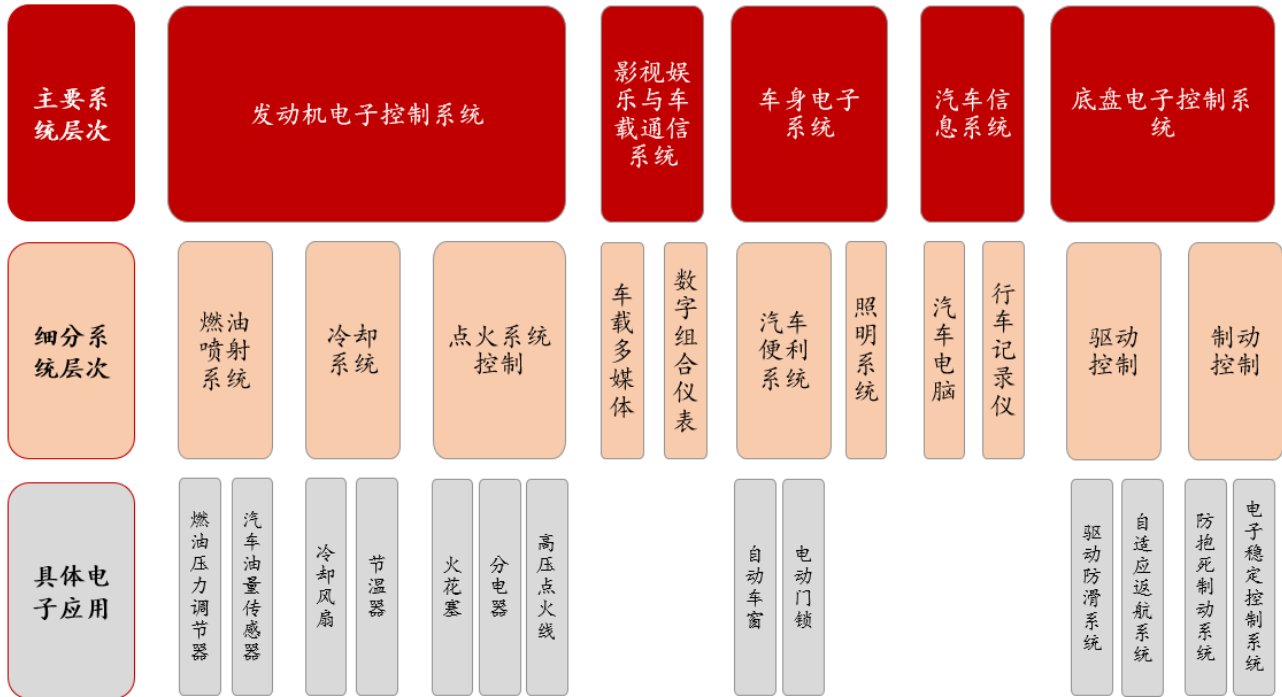 主要系
统层次
发动机电子控制系统
影视娱
乐与车
载通信
系统
车身电子
系统
汽车信
息系统
底盘电子控制系
统
细分系
统层次
燃油
喷射
系统
冷却
系统
点火系统
控制
车载多媒体
数字组合仪表
汽车
便利
系统
照明系统
汽车电脑
行车记录仪
驱动
控制
制动
控制
具体电
子应用
燃油压力调节器
汽车油量传感器
冷却风扇
节温器
火花塞
分电器
高压点火线
自动车窗
电动门锁
驱动防滑系统
自适应返航系统
防抱死制动系统
电子稳定控制系统